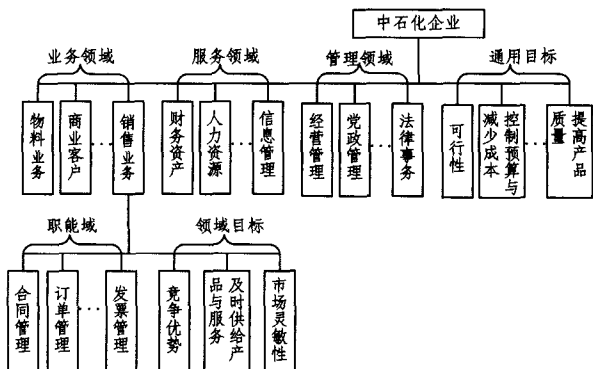 中石化企业
业务领域
服务领域
管理领域
通用目标
物料业务
商业客户
…
销售业务
财务资产
人力资源
…
信息管理
经营管理
党政管理
…
法律事务
可行性
控制预算与
减少成本
…
提高产品
质量
职能域
领域目标
合同管理
订单管理
…
发票管理
竞争优势
及时供给产
品与服务
市场灵敏性